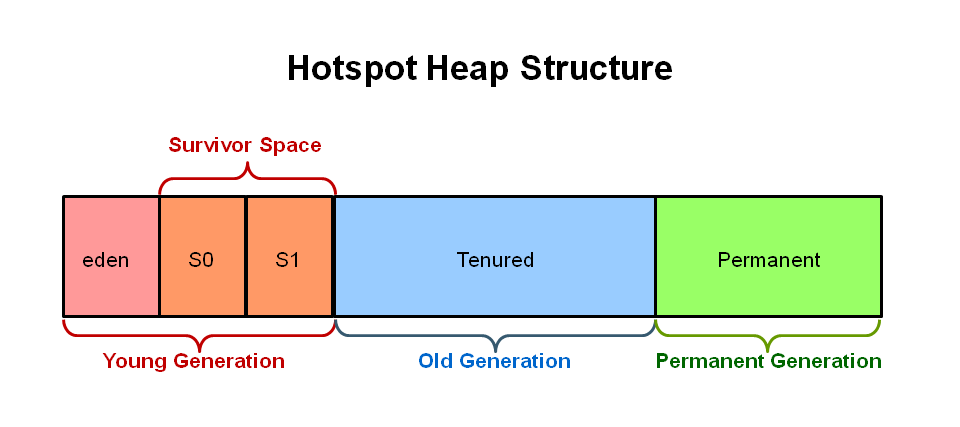 Hotspot Heap Structure
Survivor Space
eden
S0
S1
Tenured
Permanent
Young Generation
Old Generation
Permanent Generation